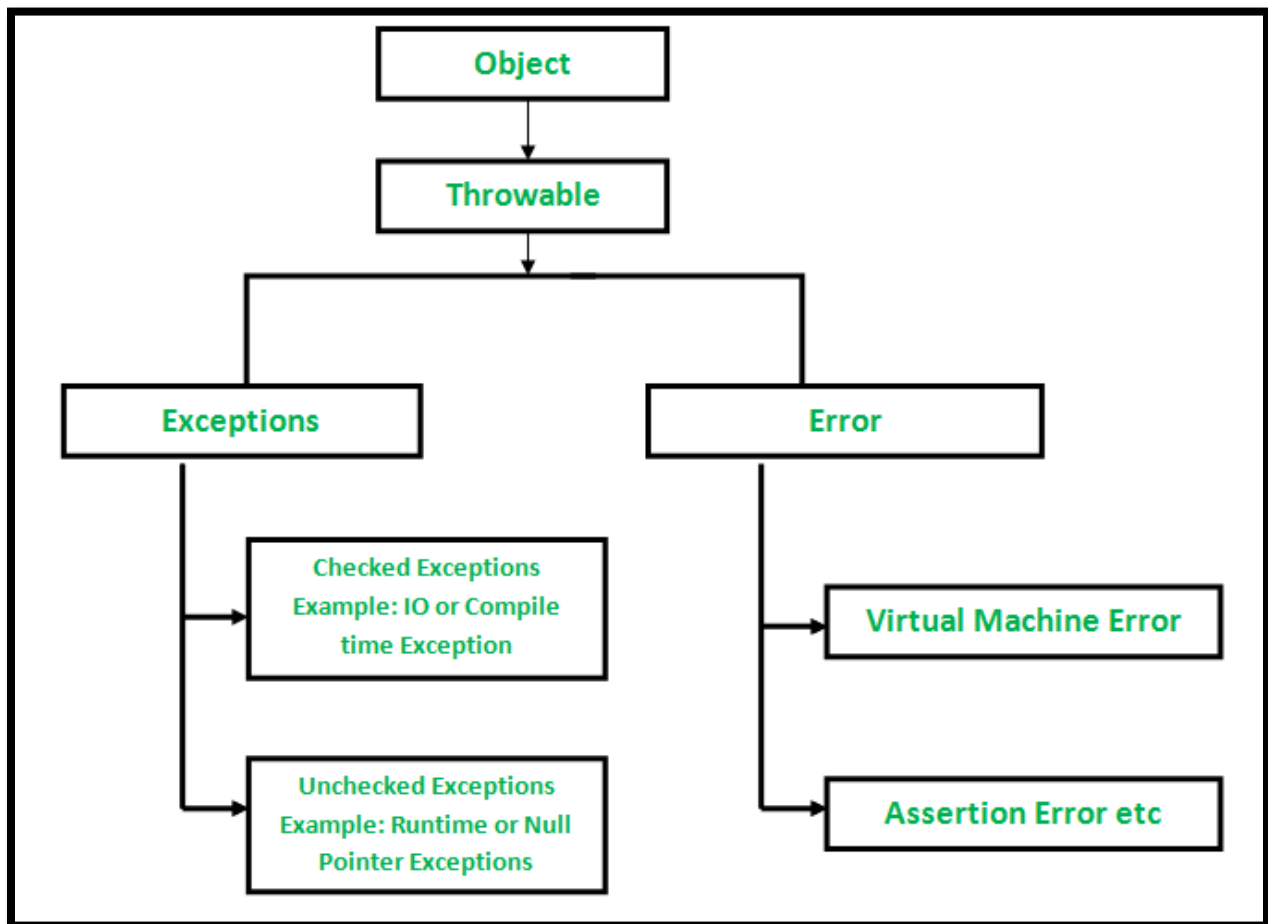 Object
Throwable
Exceptions
Error
Checked Exceptions
Example: IO or Compile
time Exception
Virtual Machine Error
Unchecked Exceptions
Example: Runtime or Null
Pointer Exceptions
Assertion Error etc